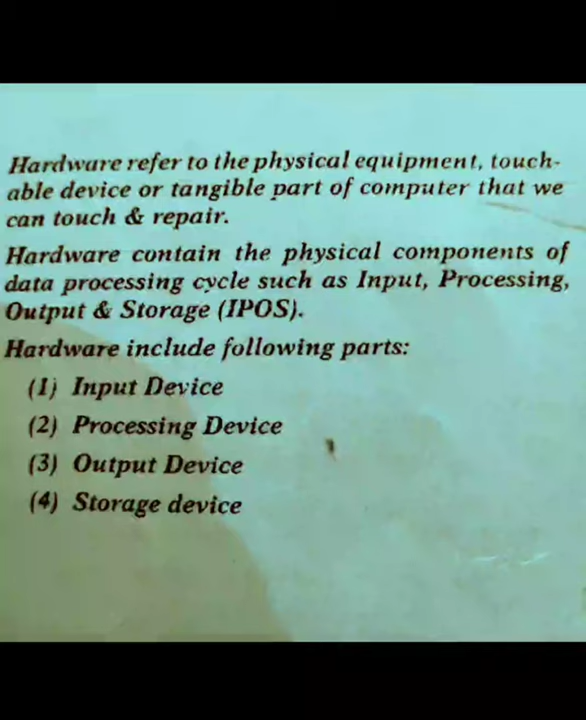 Hardware refer to the physical equipment, touch-
able device or tangible part of computer that we
can touch & repair.
Hardware contain the physical components of
data processing cycle such as Input, Processing,
Output & Storage (IPOS).
Hardware include following parts:
(1) Input Device
(2) Processing Device
(3) Output Device
(4) Storage device